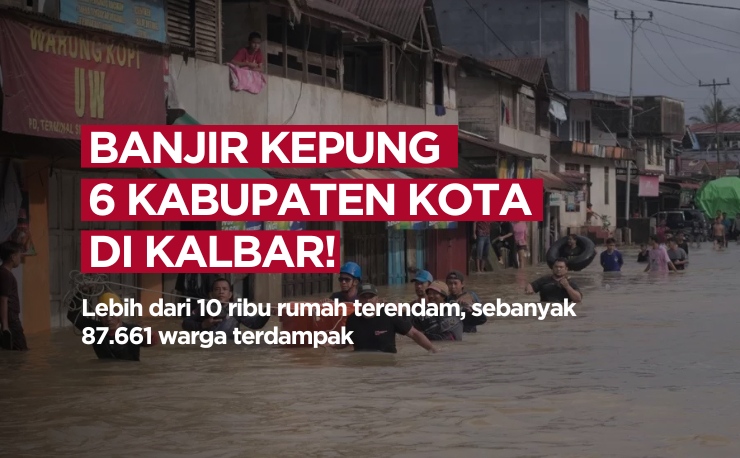 WARUNG KOPI
UW
BANJIR KEPUNG
6 KABUPATEN KOTA
DI KALBAR!
Lebih dari 10 ribu rumah terendam, sebanyak
87.661 warga terdampak